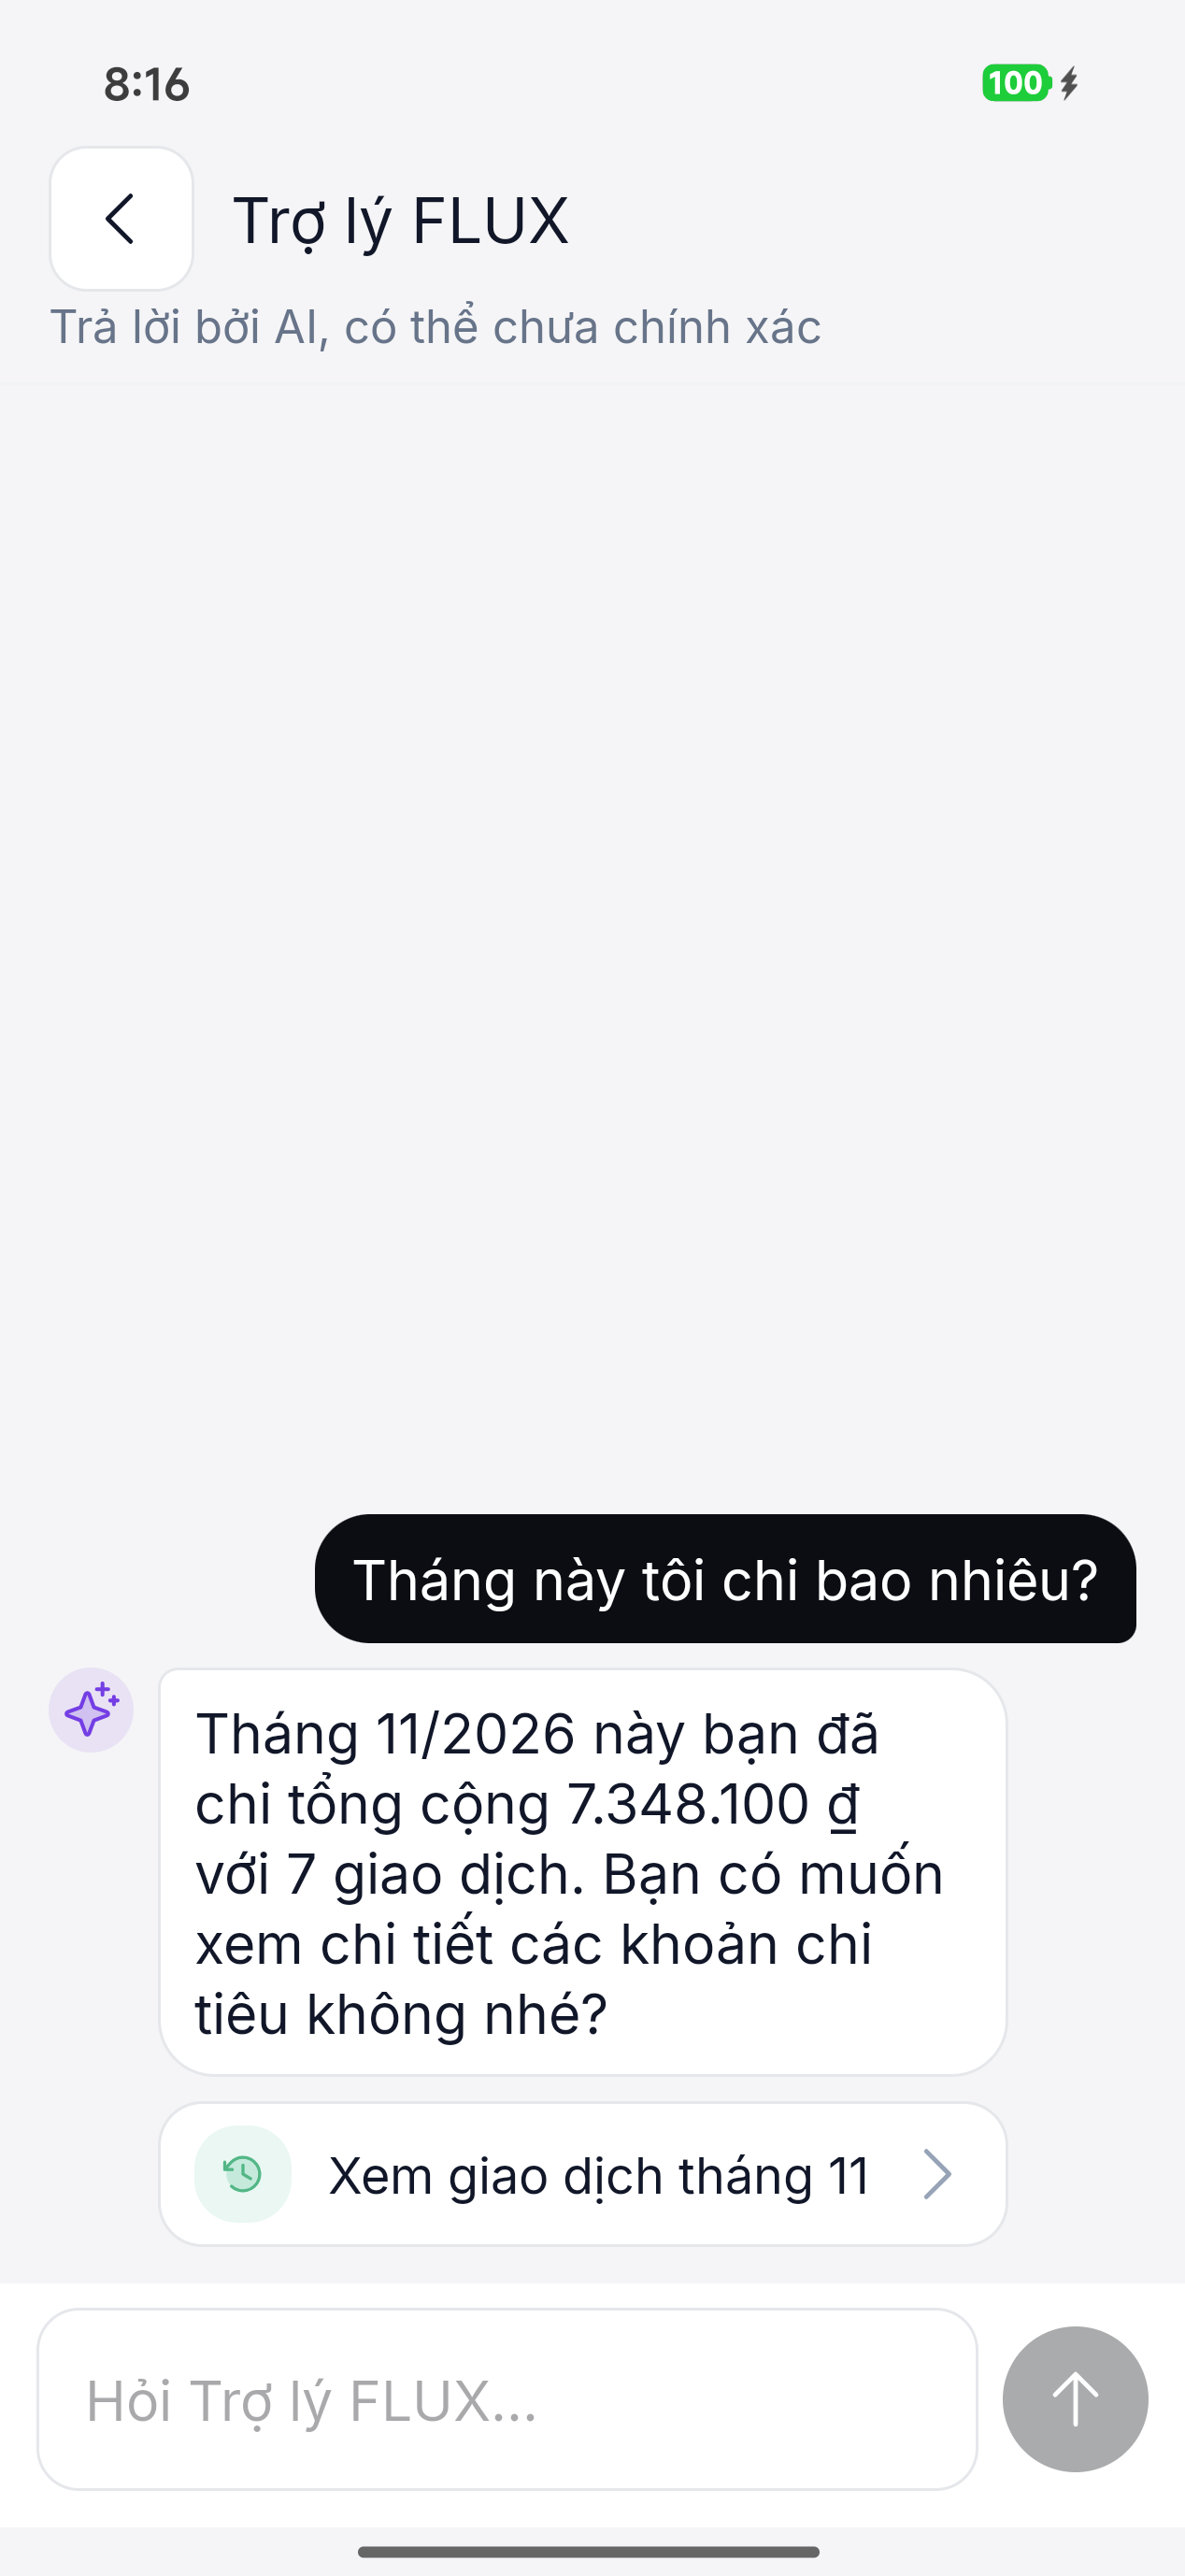 8:16
100
Trợ lý FLUX
Trả lời bởi AI, có thể chưa chính xác
Tháng này tôi chi bao nhiêu?
Tháng 11/2026 này bạn đã
chi tổng cộng 7.348.100 ₫
với 7 giao dịch. Bạn có muốn
xem chi tiết các khoản chi
tiêu không nhé?
Xem giao dịch tháng 11
Hỏi Trợ lý FLUX...